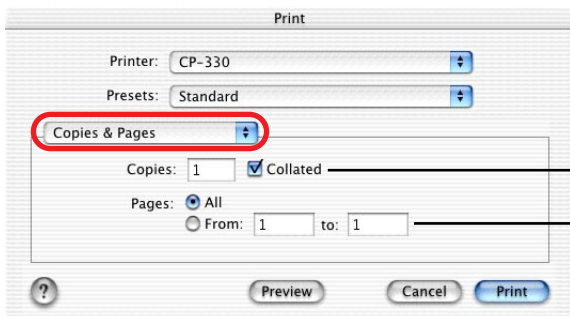 Print
Printer: CP-330
Presets: Standard
Copies & Pages
Copies: 1 Collated
Pages: All
From: 1 to: 1
? Preview Cancel Print